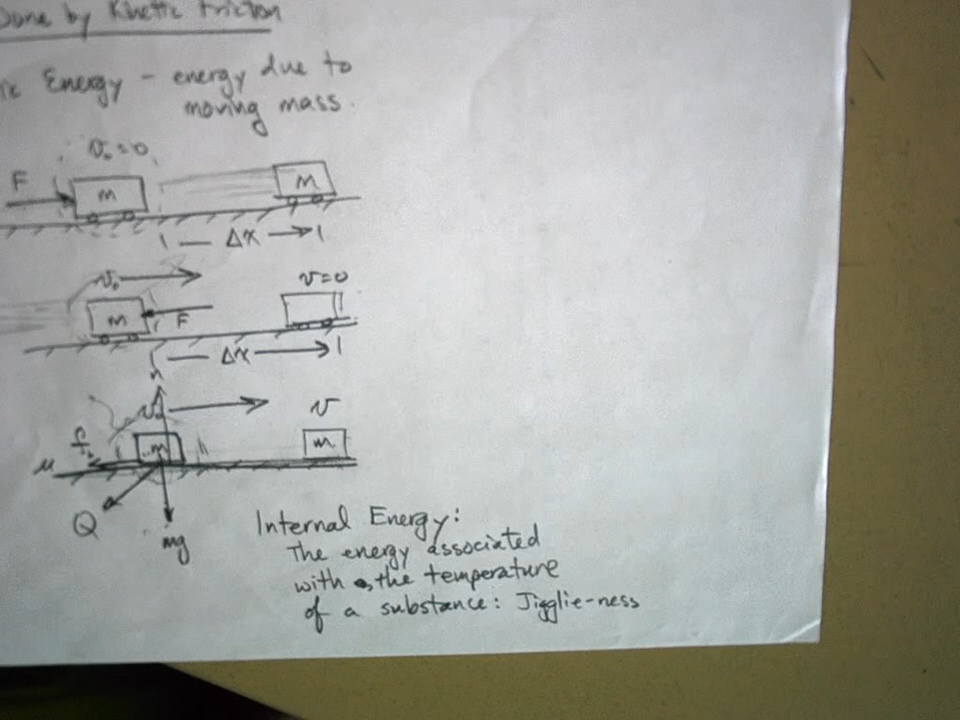 Done by Kinetic Friction
ic Energy - energy due to
moving mass.
v₀=0
F
m
m
Δx
v₀
v=0
m
F
Δx
n
v₀
v
f
m
m
μ
Q
mg
Internal Energy:
The energy associated
with the temperature
of a substance: Jigglie-ness